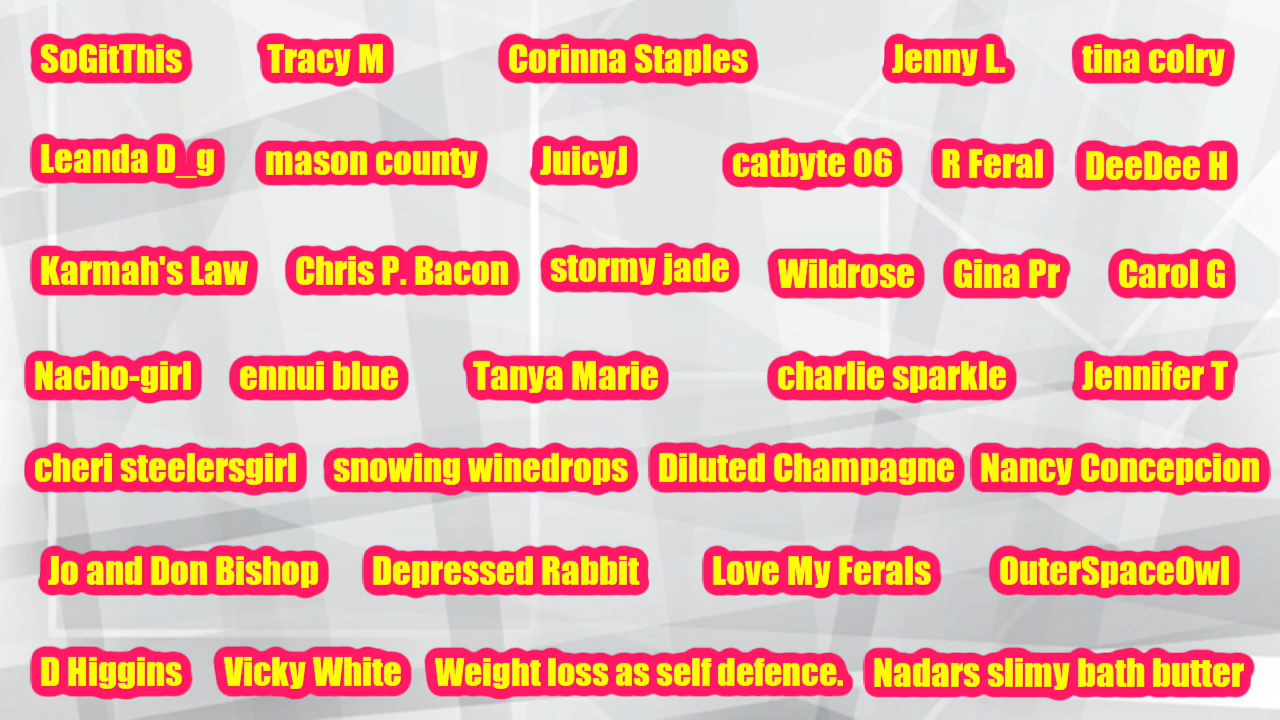 SoGitThis Tracy M Corinna Staples Jenny L. tina colry
Leanda D_g mason county JuicyJ catbyte 06 R Feral DeeDee H
Karmah's Law Chris P. Bacon stormy jade Wildrose Gina Pr Carol G
Nacho-girl ennui blue Tanya Marie charlie sparkle Jennifer T
cheri steelersgirl snowing winedrops Diluted Champagne Nancy Concepcion
Jo and Don Bishop Depressed Rabbit Love My Ferals OuterSpaceOwl
D Higgins Vicky White Weight loss as self defence. Nadars slimy bath butter